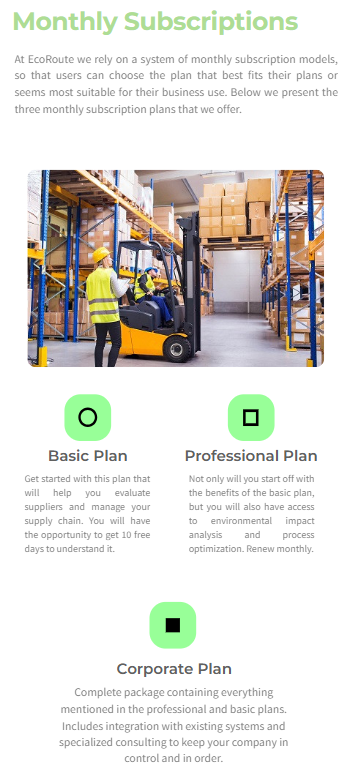 Monthly Subscriptions
At EcoRoute we rely on a system of monthly subscription models,
so that users can choose the plan that best fits their plans or
seems most suitable for their business use. Below we present the
three monthly subscription plans that we offer.
Basic Plan
Get started with this plan that
will help you evaluate
suppliers and manage your
supply chain. You will have
the opportunity to get 10 free
days to understand it.
Professional Plan
Not only will you start off with
the benefits of the basic plan,
but you will also have access
to environmental impact
analysis and process
optimization. Renew monthly.
Corporate Plan
Complete package containing everything
mentioned in the professional and basic plans.
Includes integration with existing systems and
specialized consulting to keep your company in
control and in order.